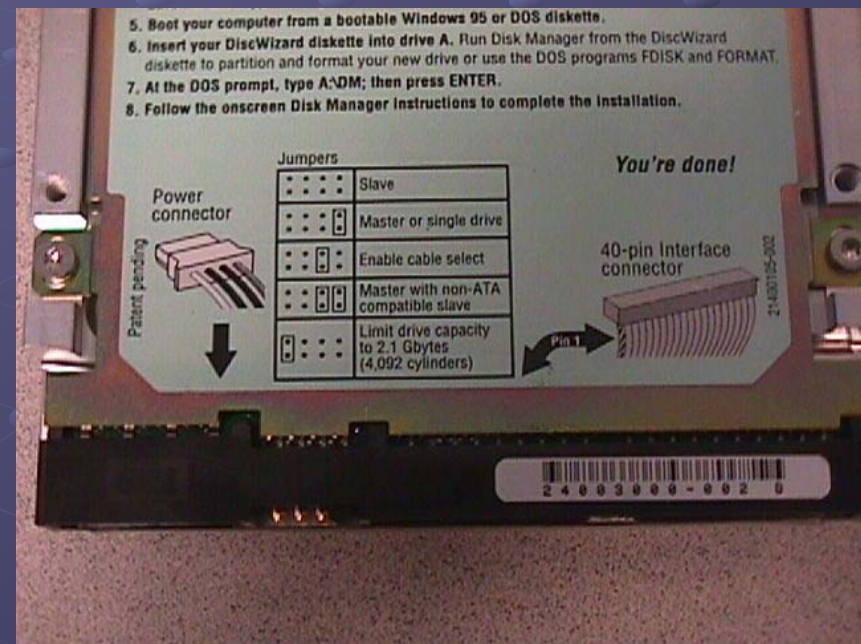 5. Boot your computer from a bootable Windows 95 or DOS diskette.
6. Insert your DiscWizard diskette into drive A. Run Disk Manager from the DiscWizard
diskette to partition and format your new drive or use the DOS programs FDISK and FORMAT.
7. At the DOS prompt, type A:\DM; then press ENTER.
8. Follow the onscreen Disk Manager instructions to complete the installation.
Jumpers
Slave
Master or single drive
Enable cable select
Master with non-ATA
compatible slave
Limit drive capacity
to 2.1 Gbytes
(4,092 cylinders)
Power
connector
Patent pending
You're done!
40-pin Interface
connector
Pin 1
24003000-002